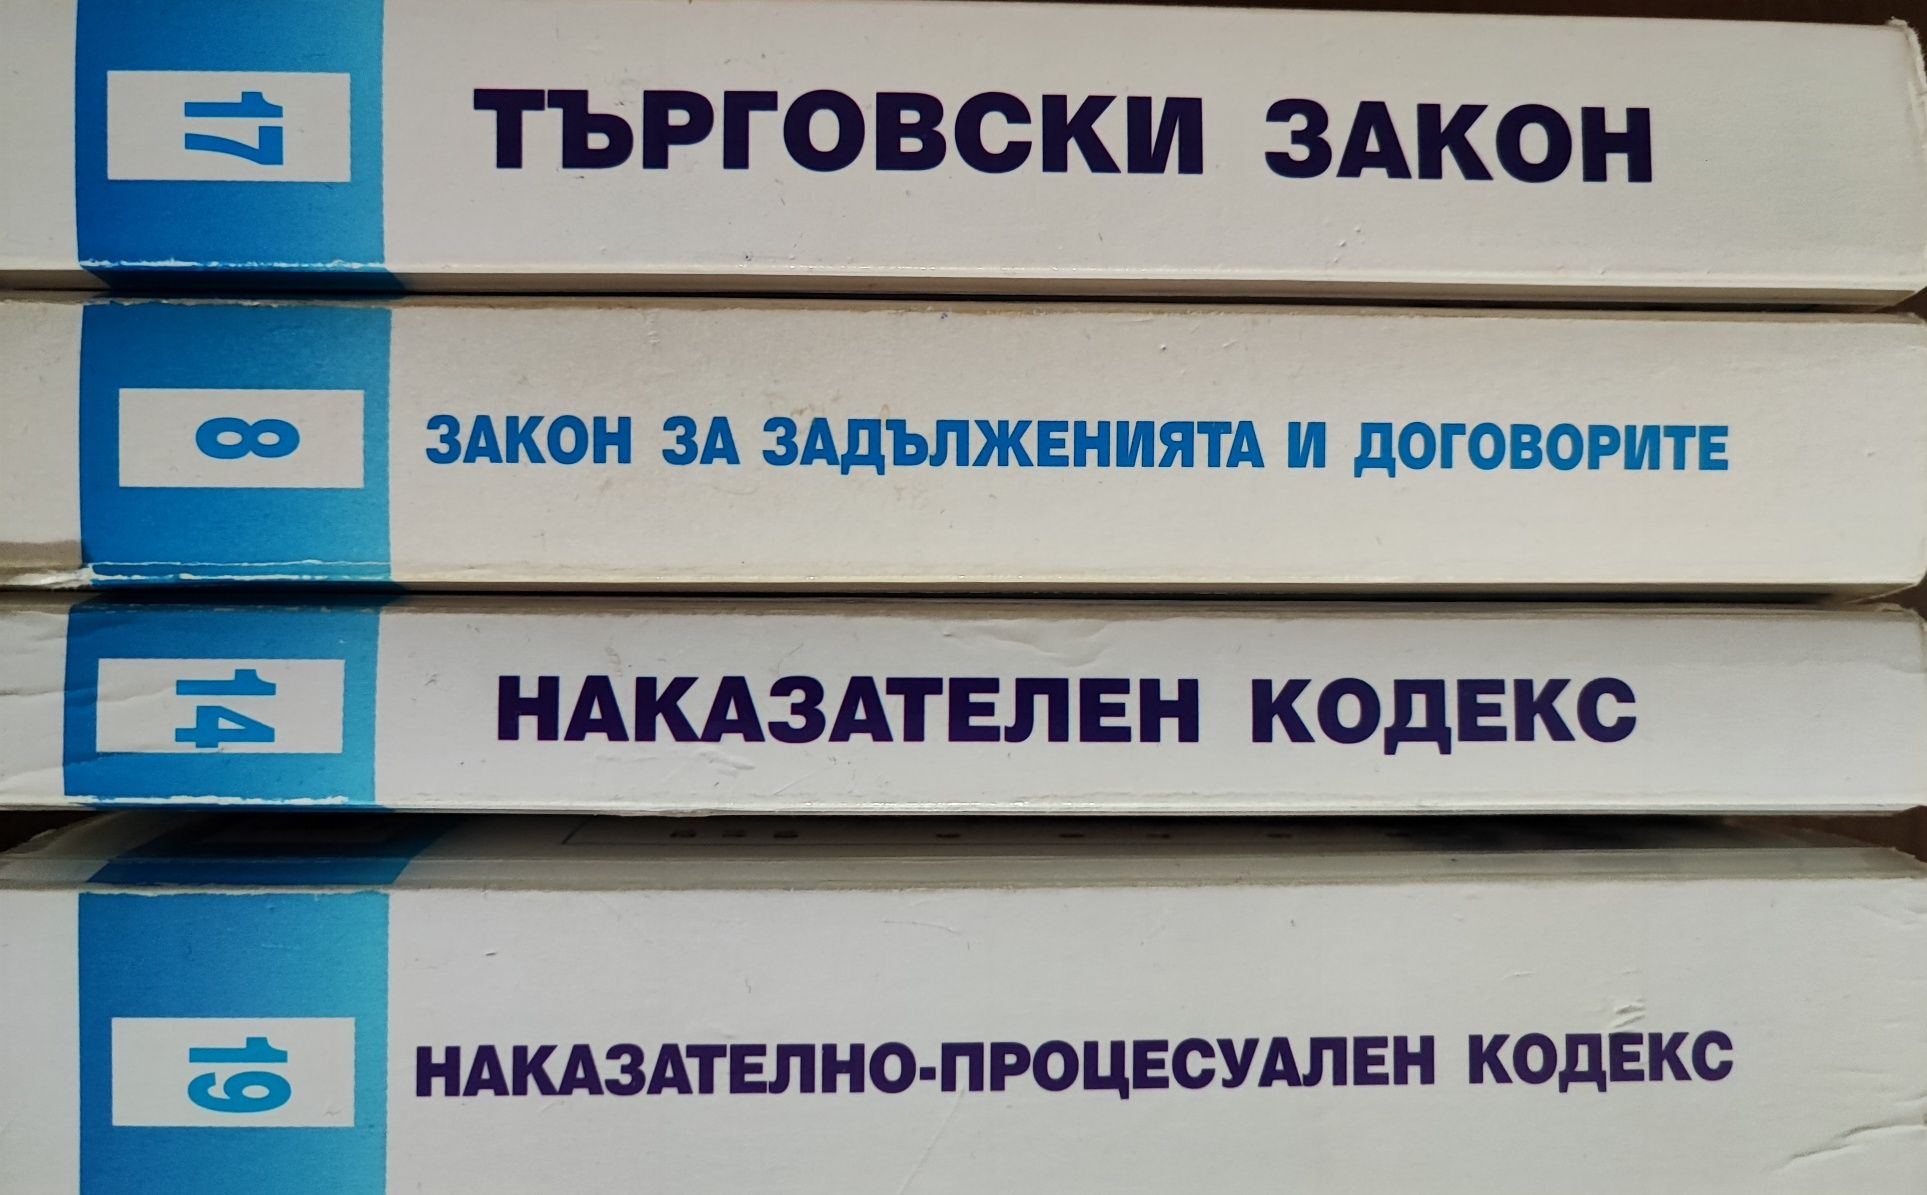 17
ТЪРГОВСКИ ЗАКОН
8
ЗАКОН ЗА ЗАДЪЛЖЕНИЯТА И ДОГОВОРИТЕ
14
НАКАЗАТЕЛЕН КОДЕКС
19
НАКАЗАТЕЛНО-ПРОЦЕСУАЛЕН КОДЕКС